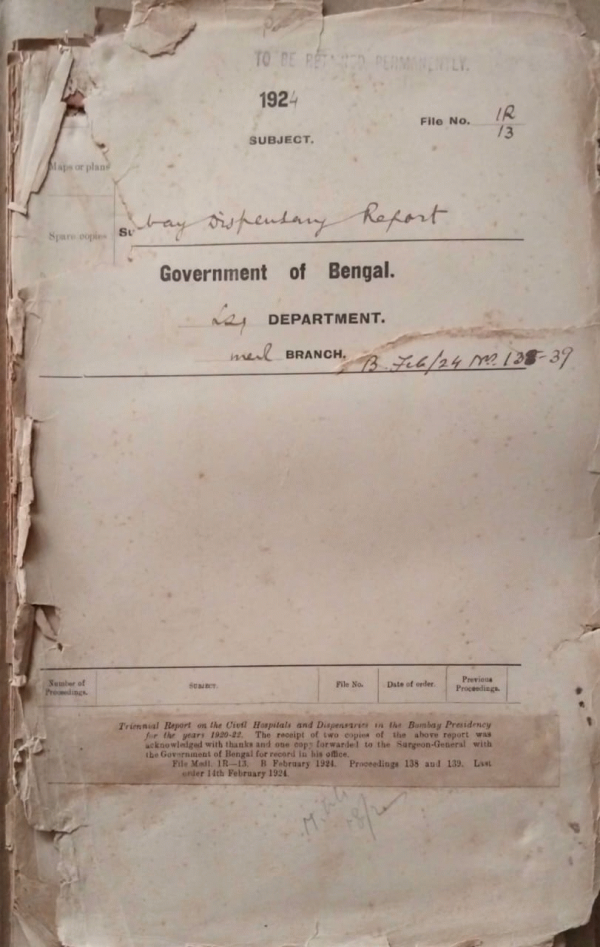 TO BE RETAINED PERMANENTLY.
1924
File No. 1R
13
SUBJECT.
Maps or plans
Spare copies
bay Dispensary Report
Government of Bengal.
DEPARTMENT.
BRANCH.
B. Feb/24 No. 138-39
Number of Proceedings. SUBJECT. File No. Date of order. Previous Proceedings.
Triennial Report on the Civil Hospitals and Dispensaries in the Bombay Presidency
for the years 1920-22. The receipt of two copies of the above report was
acknowledged with thanks and one copy forwarded to the Surgeon-General with
the Government of Bengal for record in his office.
File Medl. 1R—13. B February 1924. Proceedings 138 and 139. Last
order 14th February 1924.